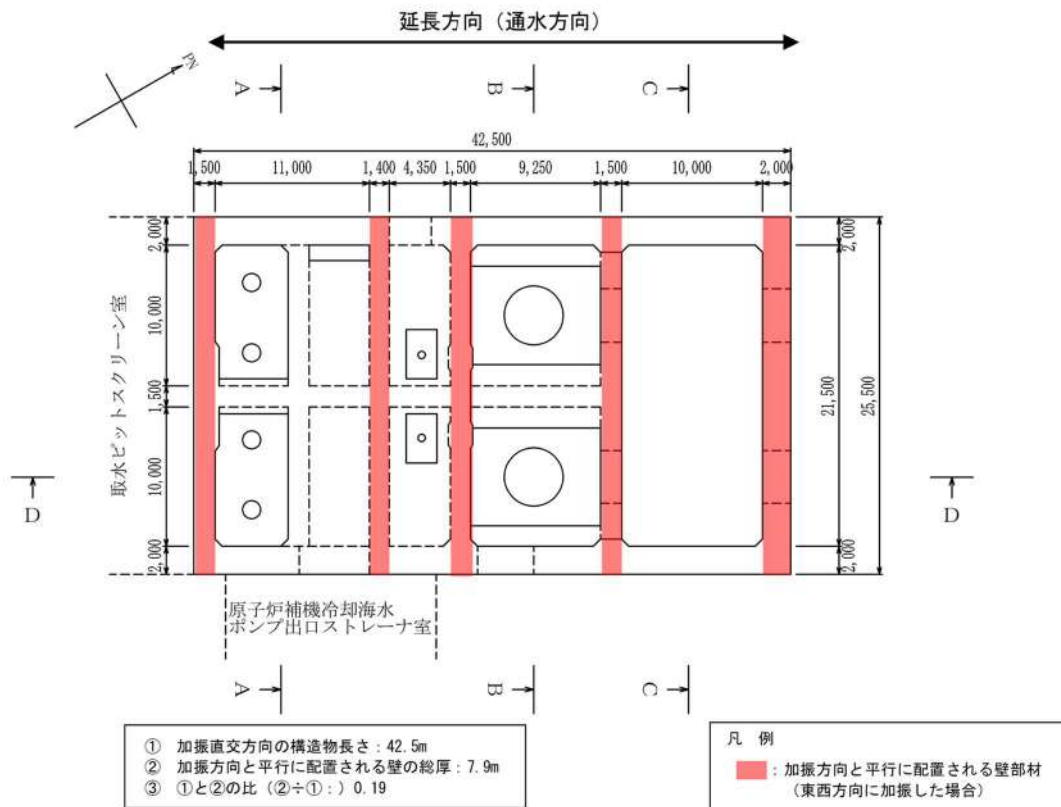 延長方向（通水方向）
PN
A
B
C
42,500
1,500
11,000
1,400
4,350
1,500
9,250
1,500
10,000
2,000
2,000
10,000
1,500
10,000
2,000
2,000
21,500
25,500
2,000
取水ピットスクリーン室
D
D
原子炉補機冷却海水
ポンプ出口ストレーナ室
A
B
C
① 加振直交方向の構造物長さ：42.5m
② 加振方向と平行に配置される壁の総厚：7.9m
③ ①と②の比（②÷①：）0.19
凡 例
：加振方向と平行に配置される壁部材
（東西方向に加振した場合）